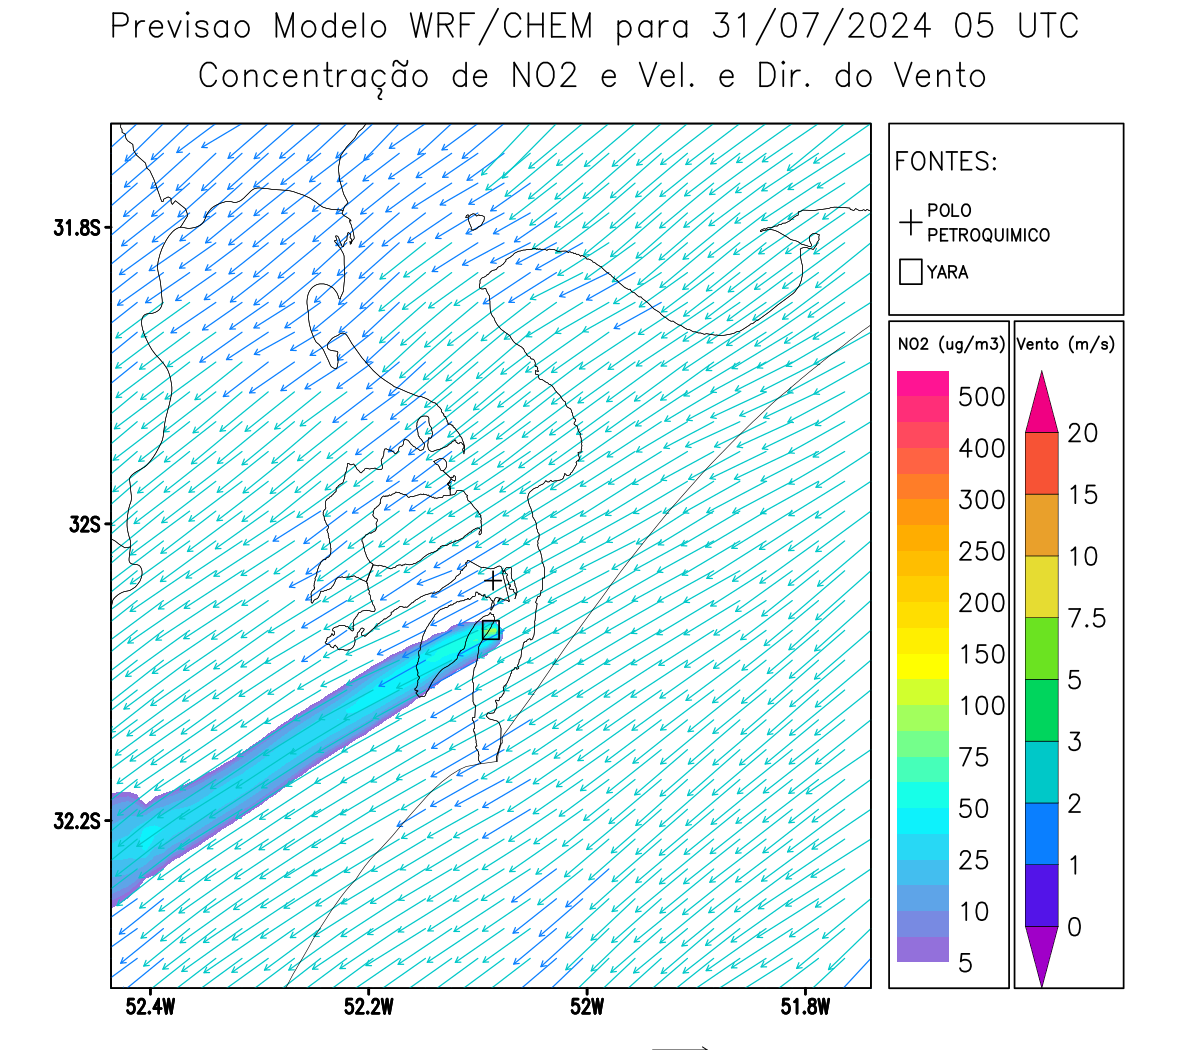 Previsao Modelo WRF/CHEM para 31/07/2024 05 UTC
Concentração de NO2 e Vel. e Dir. do Vento
FONTES:
POLO
PETROQUIMICO
YARA
NO2 (ug/m3)
500
400
300
250
200
150
100
75
50
25
10
5
Vento (m/s)
20
15
10
7.5
5
3
2
1
0
31.8S
32S
32.2S
52.4W
52.2W
52W
51.8W